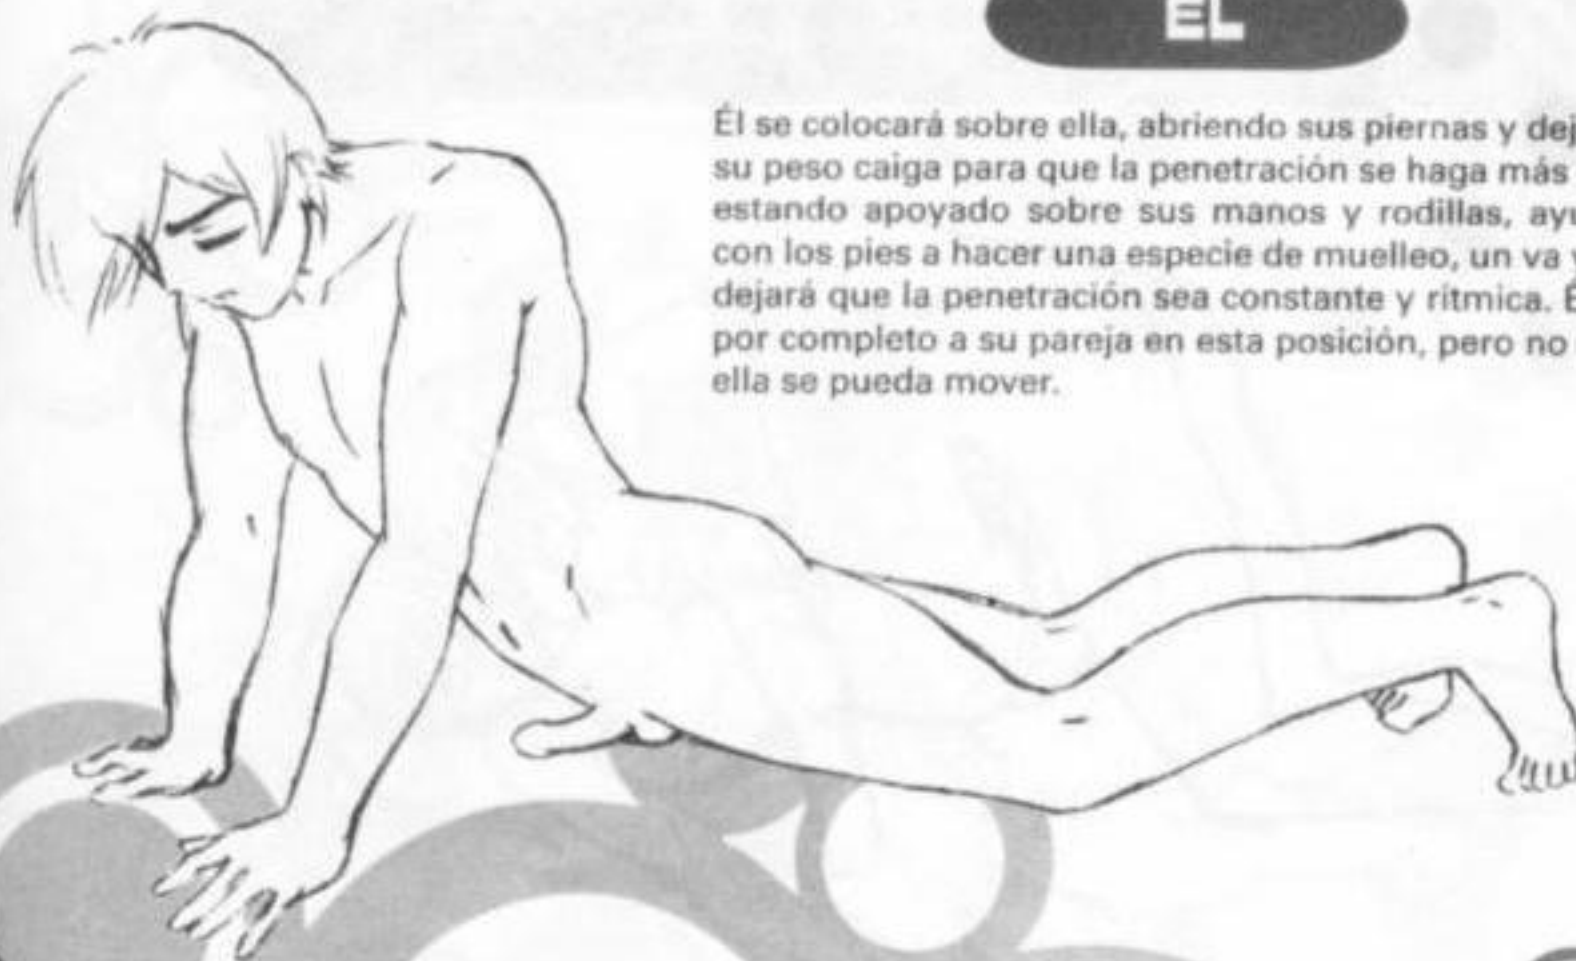 ÉL
Él se colocará sobre ella, abriendo sus piernas y
su peso caiga para que la penetración se haga más
estando apoyado sobre sus manos y rodillas,
con los pies a hacer una especie de muelleo, un va
dejará que la penetración sea constante y rítmica.
por completo a su pareja en esta posición, pero no
ella se pueda mover.